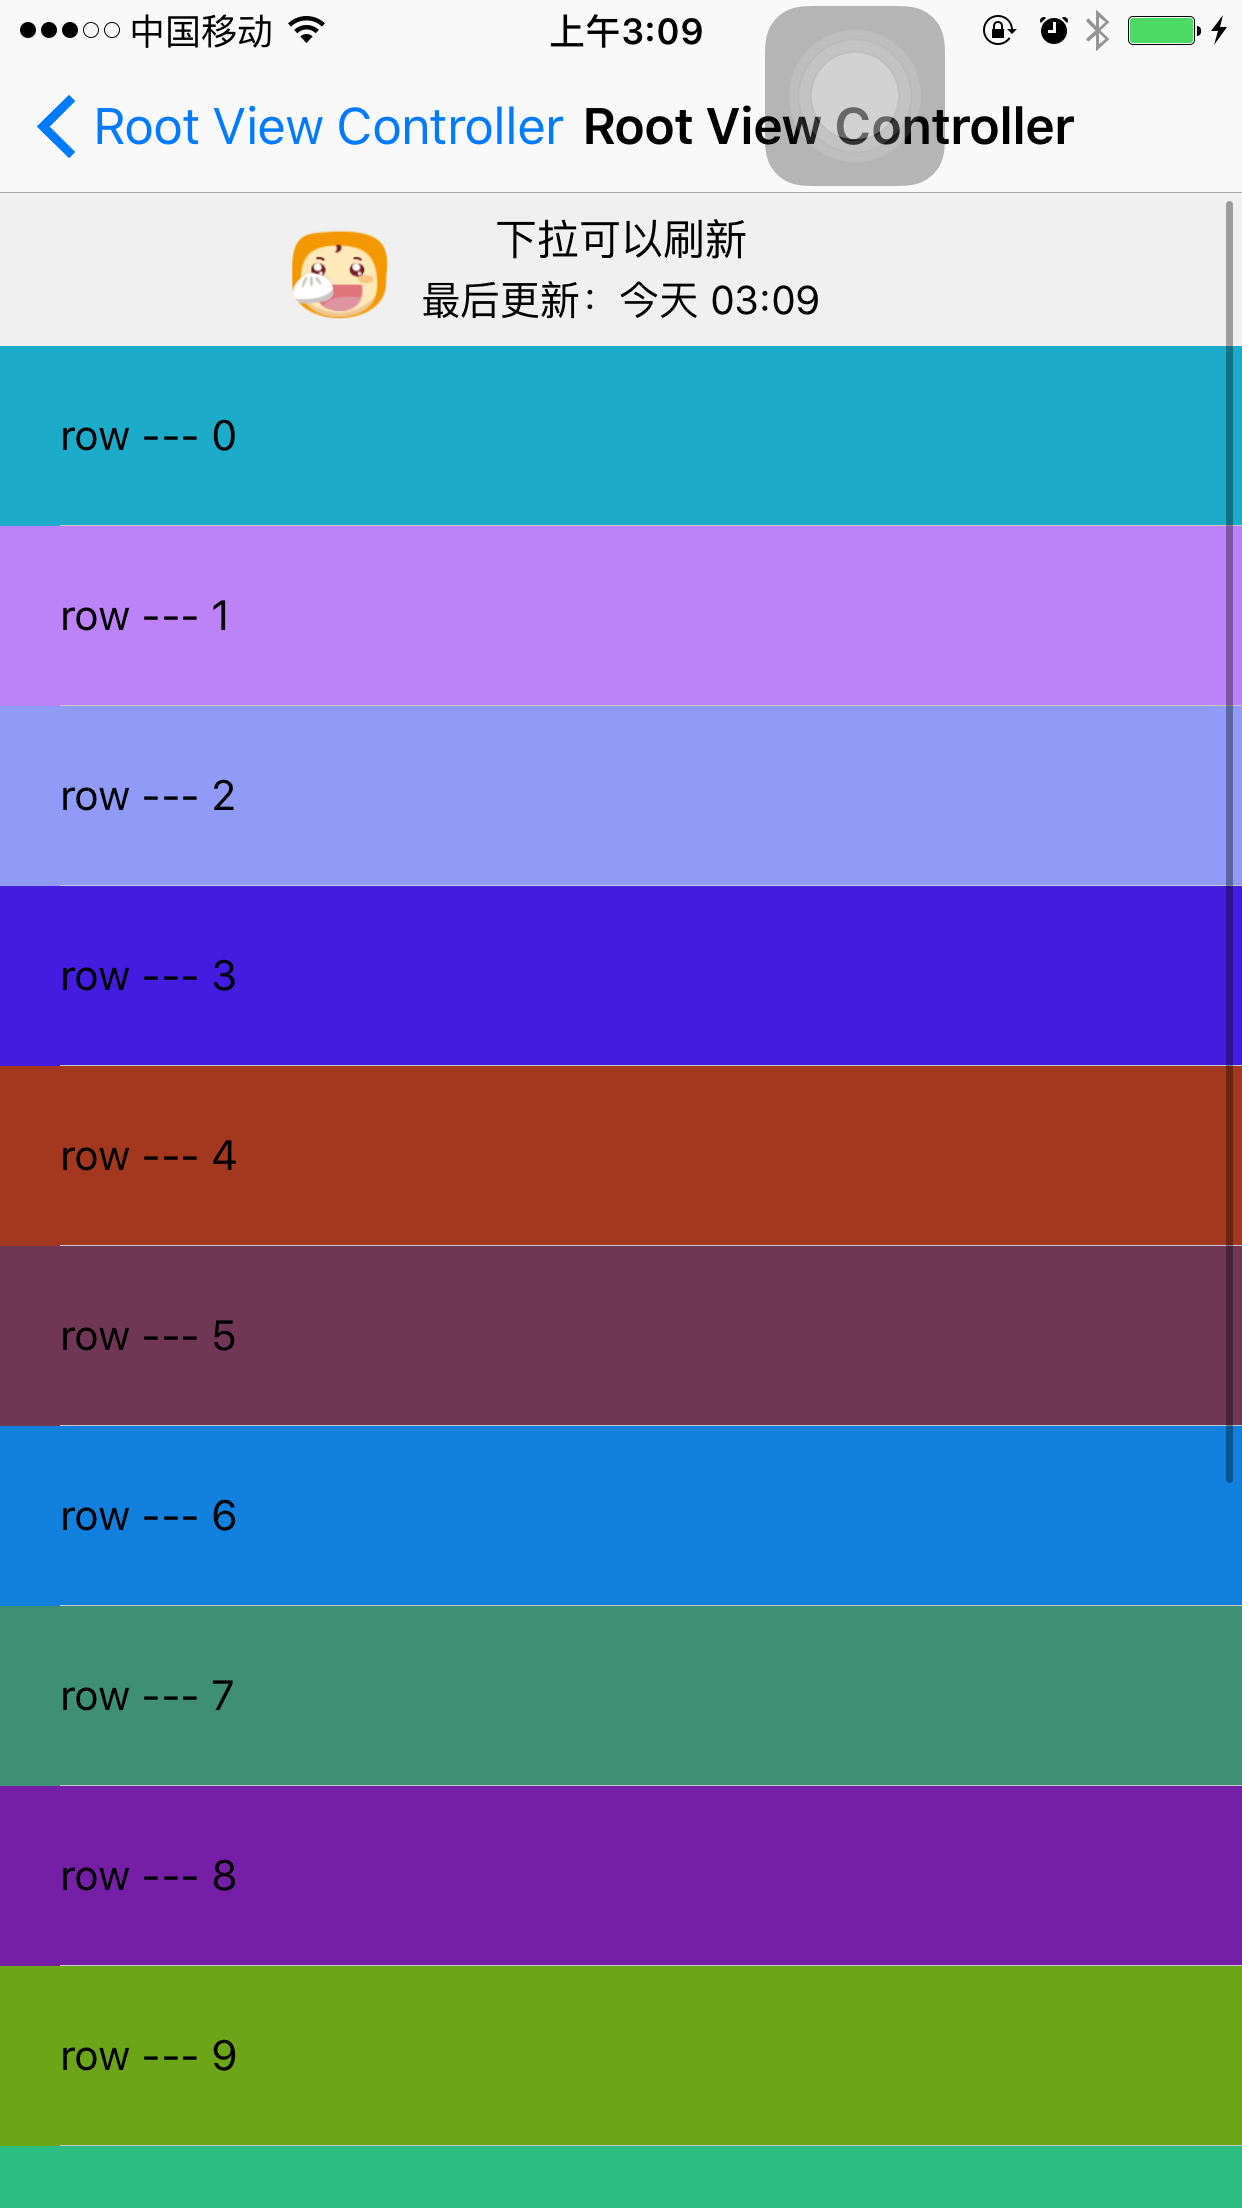 中国移动 上午3:09
Root View Controller Root View Controller
下拉可以刷新
最后更新：今天 03:09
row --- 0
row --- 1
row --- 2
row --- 3
row --- 4
row --- 5
row --- 6
row --- 7
row --- 8
row --- 9